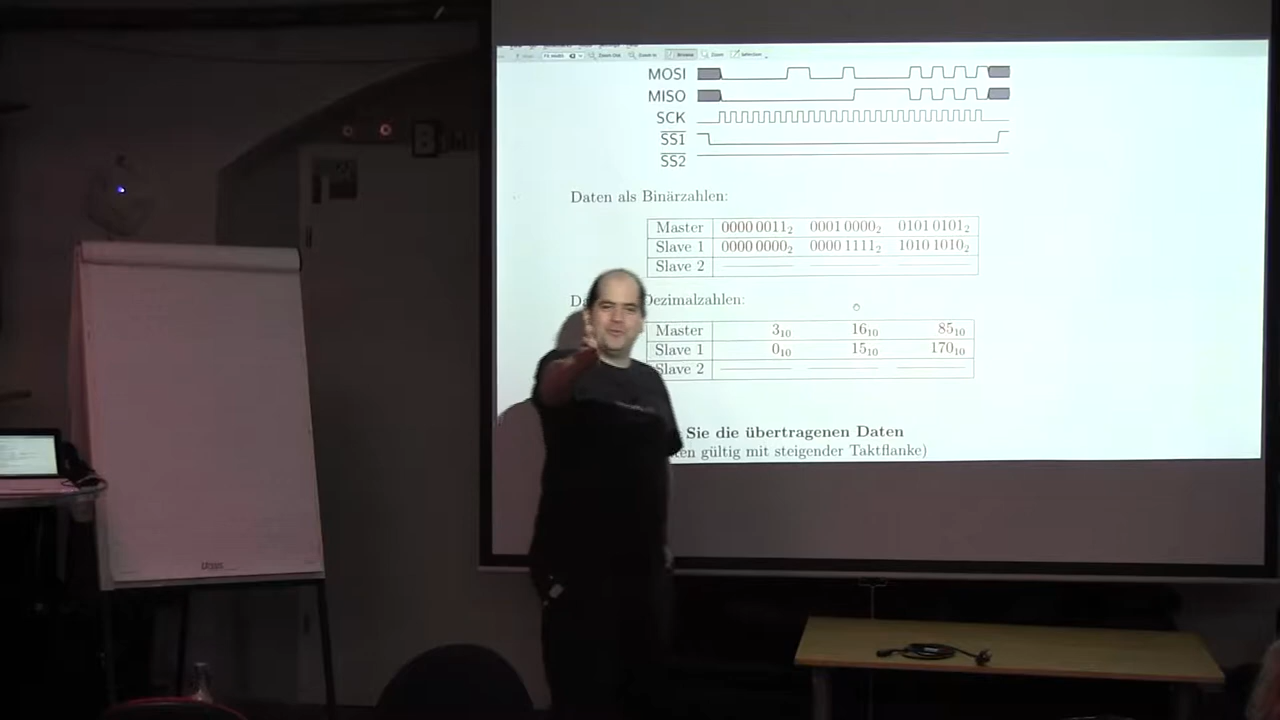 MOSI
MISO
SCK
SS1
SS2
Daten als Binärzahlen:
Master 0000 0011₂ 0001 0000₂ 0101 0101₂
Slave 1 0000 0000₂ 0000 1111₂ 1010 1010₂
Slave 2
Da Dezimalzahlen:
Master 3₁₀ 16₁₀ 85₁₀
Slave 1 0₁₀ 15₁₀ 170₁₀
Slave 2
Sie die übertragenen Daten
gültig mit steigender Taktflanke)
B